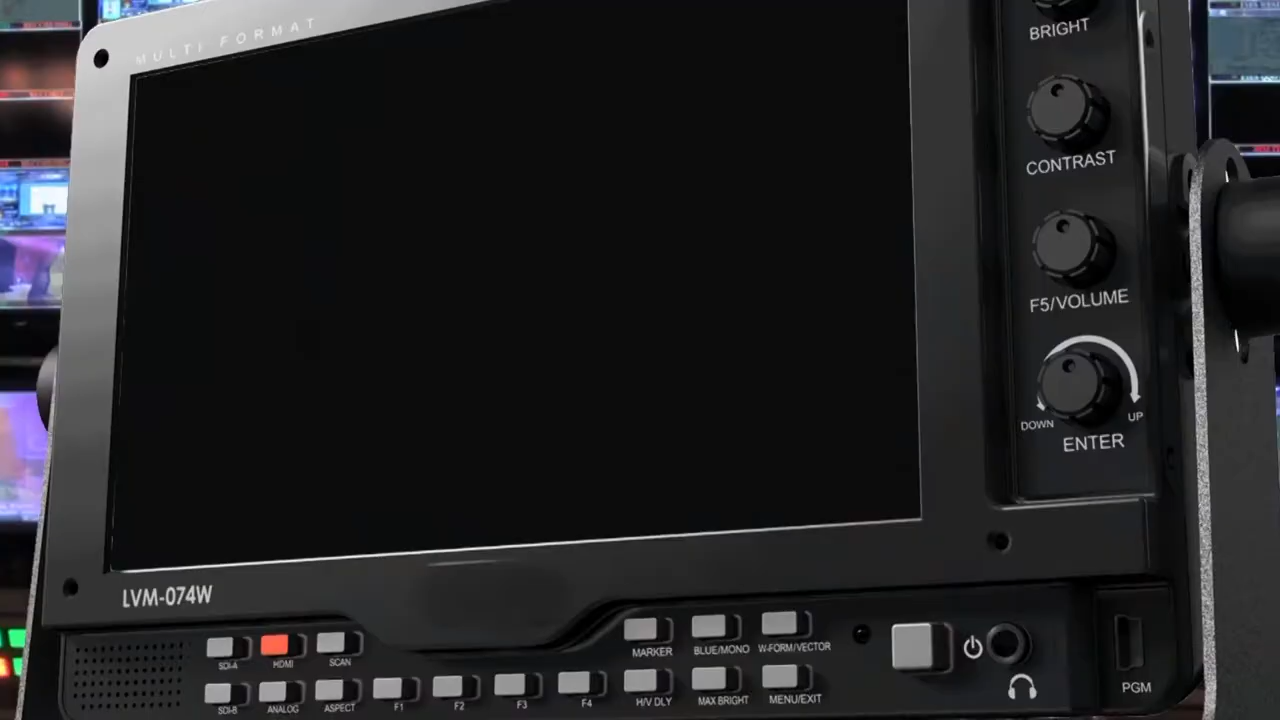 MULTI FORMAT
BRIGHT
CONTRAST
F5/VOLUME
DOWN
UP
ENTER
LVM-074W
SDI-A
HDMI
SCAN
MARKER
BLUE/MONO
W-FORM/VECTOR
SDI-B
ANALOG
ASPECT
F1
F2
F3
F4
H/V DLY
MAX BRIGHT
MENU/EXIT
PGM